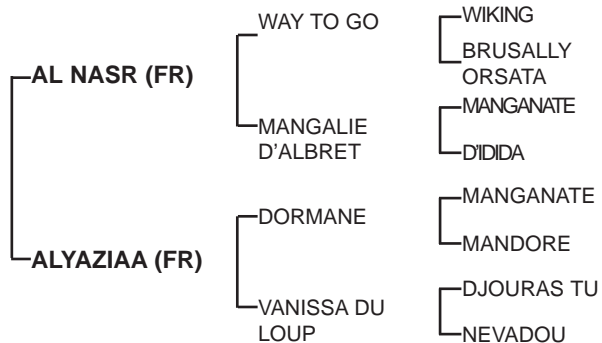 WAY TO GO
WIKING
BRUSALLY
ORSATA
AL NASR (FR)
MANGALIE
D'ALBRET
MANGANATE
D'IDIDA
DORMANE
MANGANATE
MANDORE
ALYAZIAA (FR)
VANISSA DU
LOUP
DJOURAS TU
NEVADOU